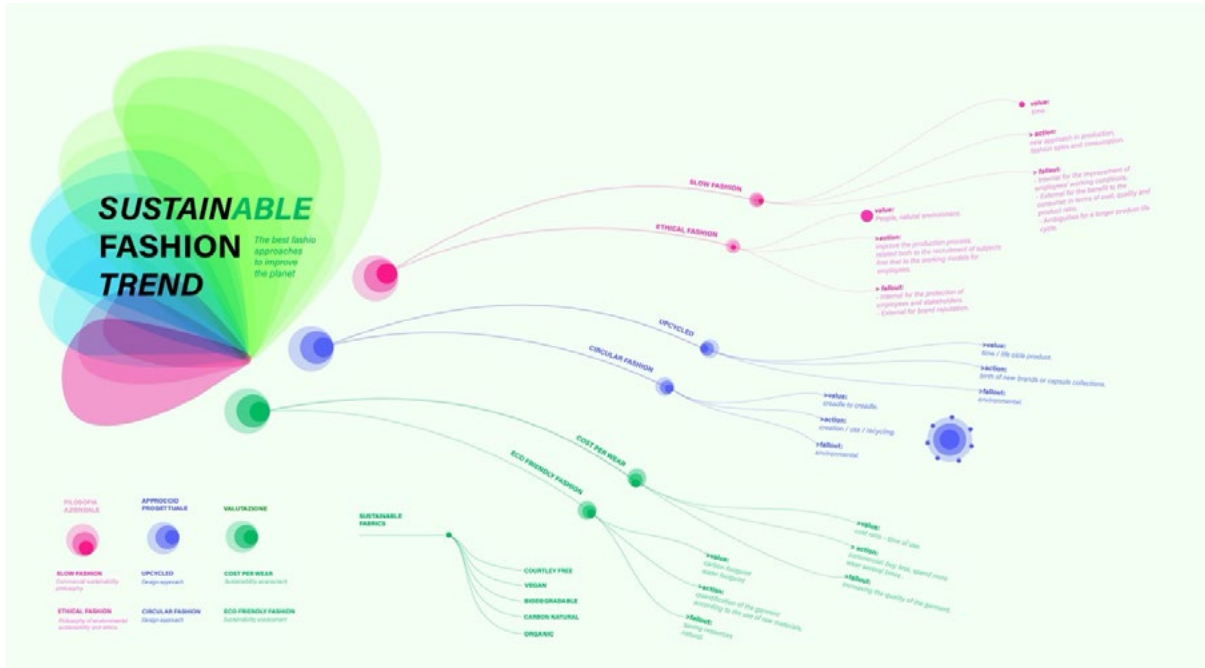 SUSTAINABLE
FASHION
TREND
The best fashio
approaches
to improve
the planet
SLOW FASHION
value:
time
> action:
new approach in production,
fashion sales and consumption.
> fallout:
- Internal for the improvement of
employees' working conditions.
- External for the benefit to the
consumer in terms of cost, quality and
product ratio.
- Ambiguities for a longer product life
cycle.
ETHICAL FASHION
value:
People, natural environment.
>action:
improve the production process,
related tools to the recruitment of subjects
and that to the working models for
employees.
> fallout:
- Internal for the protection of
employees and stakeholders.
- External for brand reputation.
UPCYCLED
>value:
time / life cicle product.
>action:
birth of new brands or capsule collections.
>fallout:
environmental.
CIRCULAR FASHION
>value:
creadle to creadle.
>action:
creation / use / recycling.
>fallout:
environmental
COST PER WEAR
>value:
cost ratio - time of use.
> action:
buy less, spend more,
wear several times.
>fallout:
increasing the quality of the garment.
ECO FRIENDLY FASHION
>value:
carbon footprint
water footprint
>action:
quantification of the garment
according to the use of raw materials.
>fallout:
saving resources
natural.
FILOSOFIA
AZIENDALE
APPROCCIO
PROGETTUALE
VALUTAZIONE
SLOW FASHION
Commercial sustainability
philosophy
UPCYCLED
Design approach
COST PER WEAR
Sustainability assessment
ETHICAL FASHION
Philosophy of environmental
sustainability and ethics.
CIRCULAR FASHION
Design approach
ECO FRIENDLY FASHION
Sustainability assessment
SUSTAINABLE
FABRICS
COURTLEY FREE
VEGAN
BIODEGRADABLE
CARBON NATURAL
ORGANIC